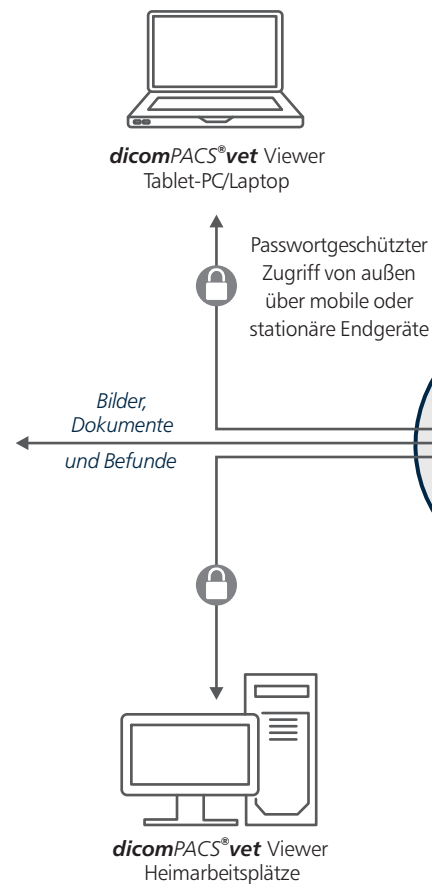 dicomPACS®vet Viewer
Tablet-PC/Laptop
Passwortgeschützter
Zugriff von außen
über mobile oder
stationäre Endgeräte
Bilder,
Dokumente
und Befunde
dicomPACS®vet Viewer
Heimarbeitsplätze